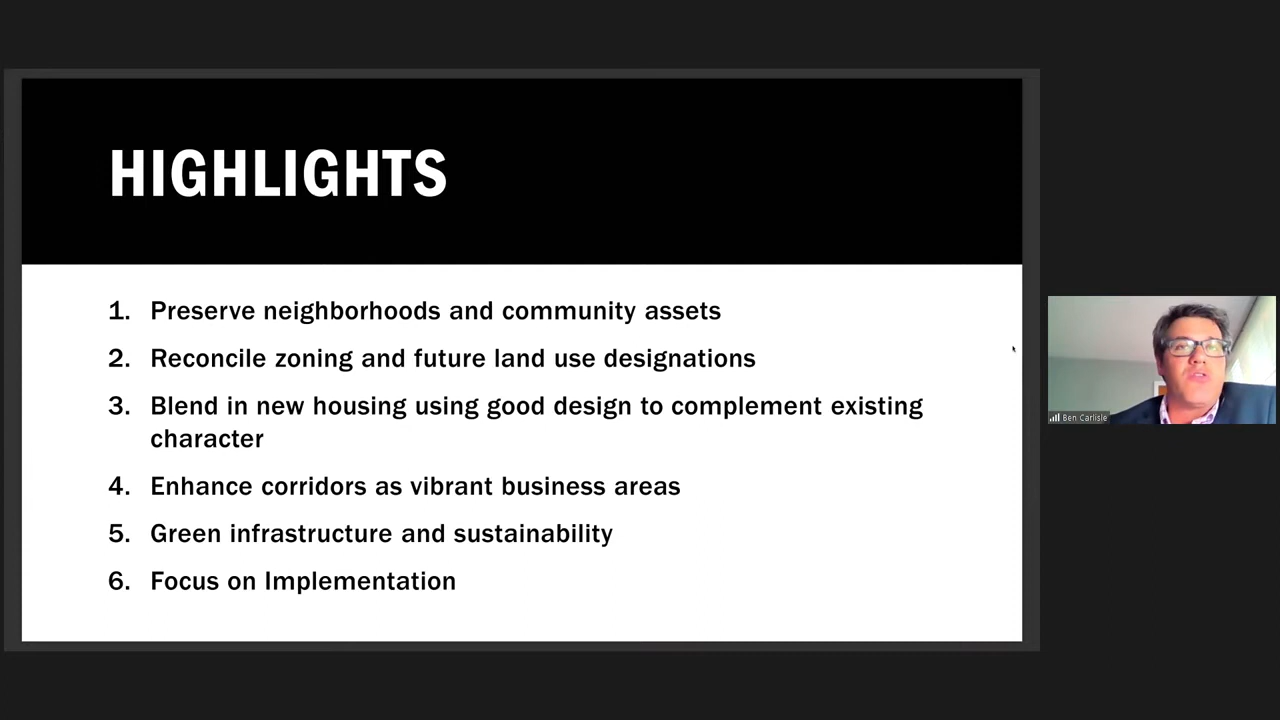 HIGHLIGHTS
1. Preserve neighborhoods and community assets
2. Reconcile zoning and future land use designations
3. Blend in new housing using good design to complement existing
character
4. Enhance corridors as vibrant business areas
5. Green infrastructure and sustainability
6. Focus on Implementation
Ben Carlisle